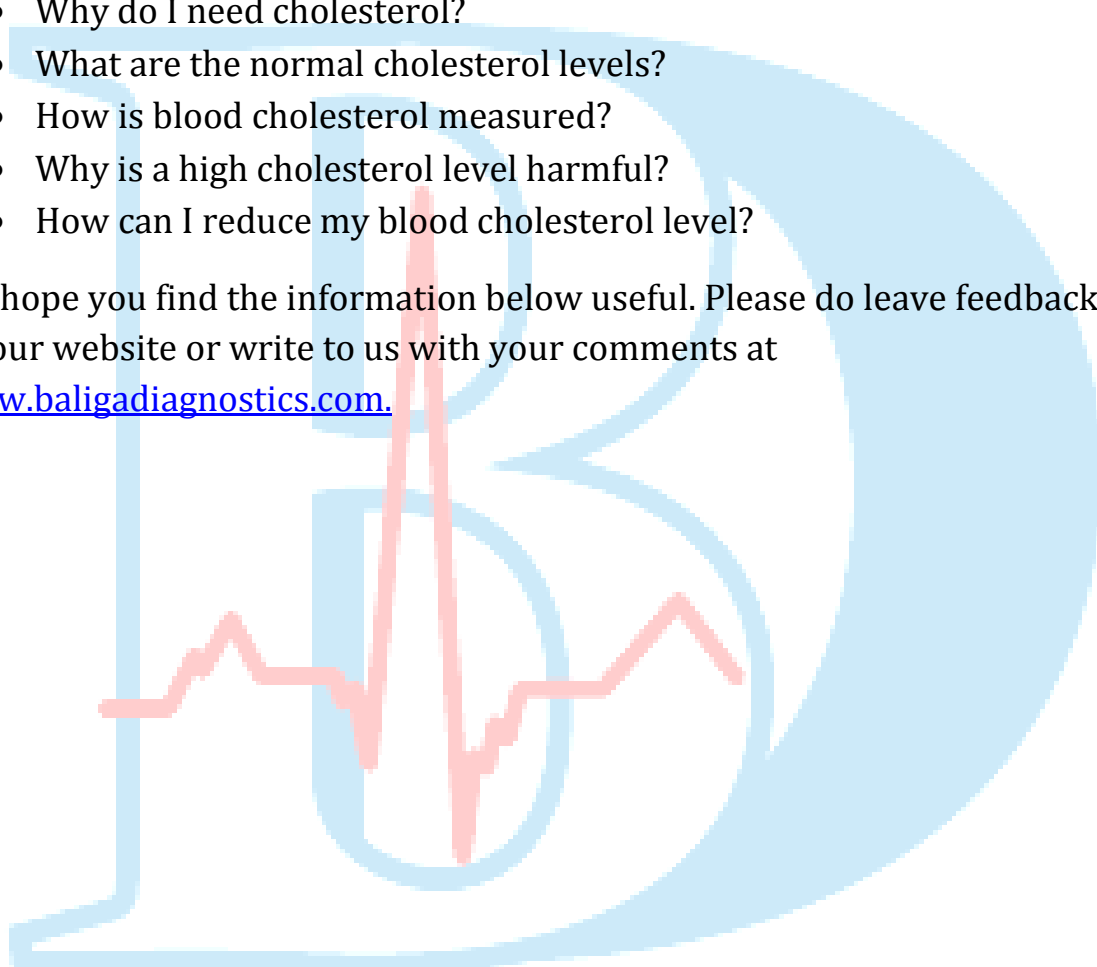 • Why do I need cholesterol?
• What are the normal cholesterol levels?
• How is blood cholesterol measured?
• Why is a high cholesterol level harmful?
• How can I reduce my blood cholesterol level?
hope you find the information below useful. Please do leave feedback
our website or write to us with your comments at
w.baligadiagnostics.com.